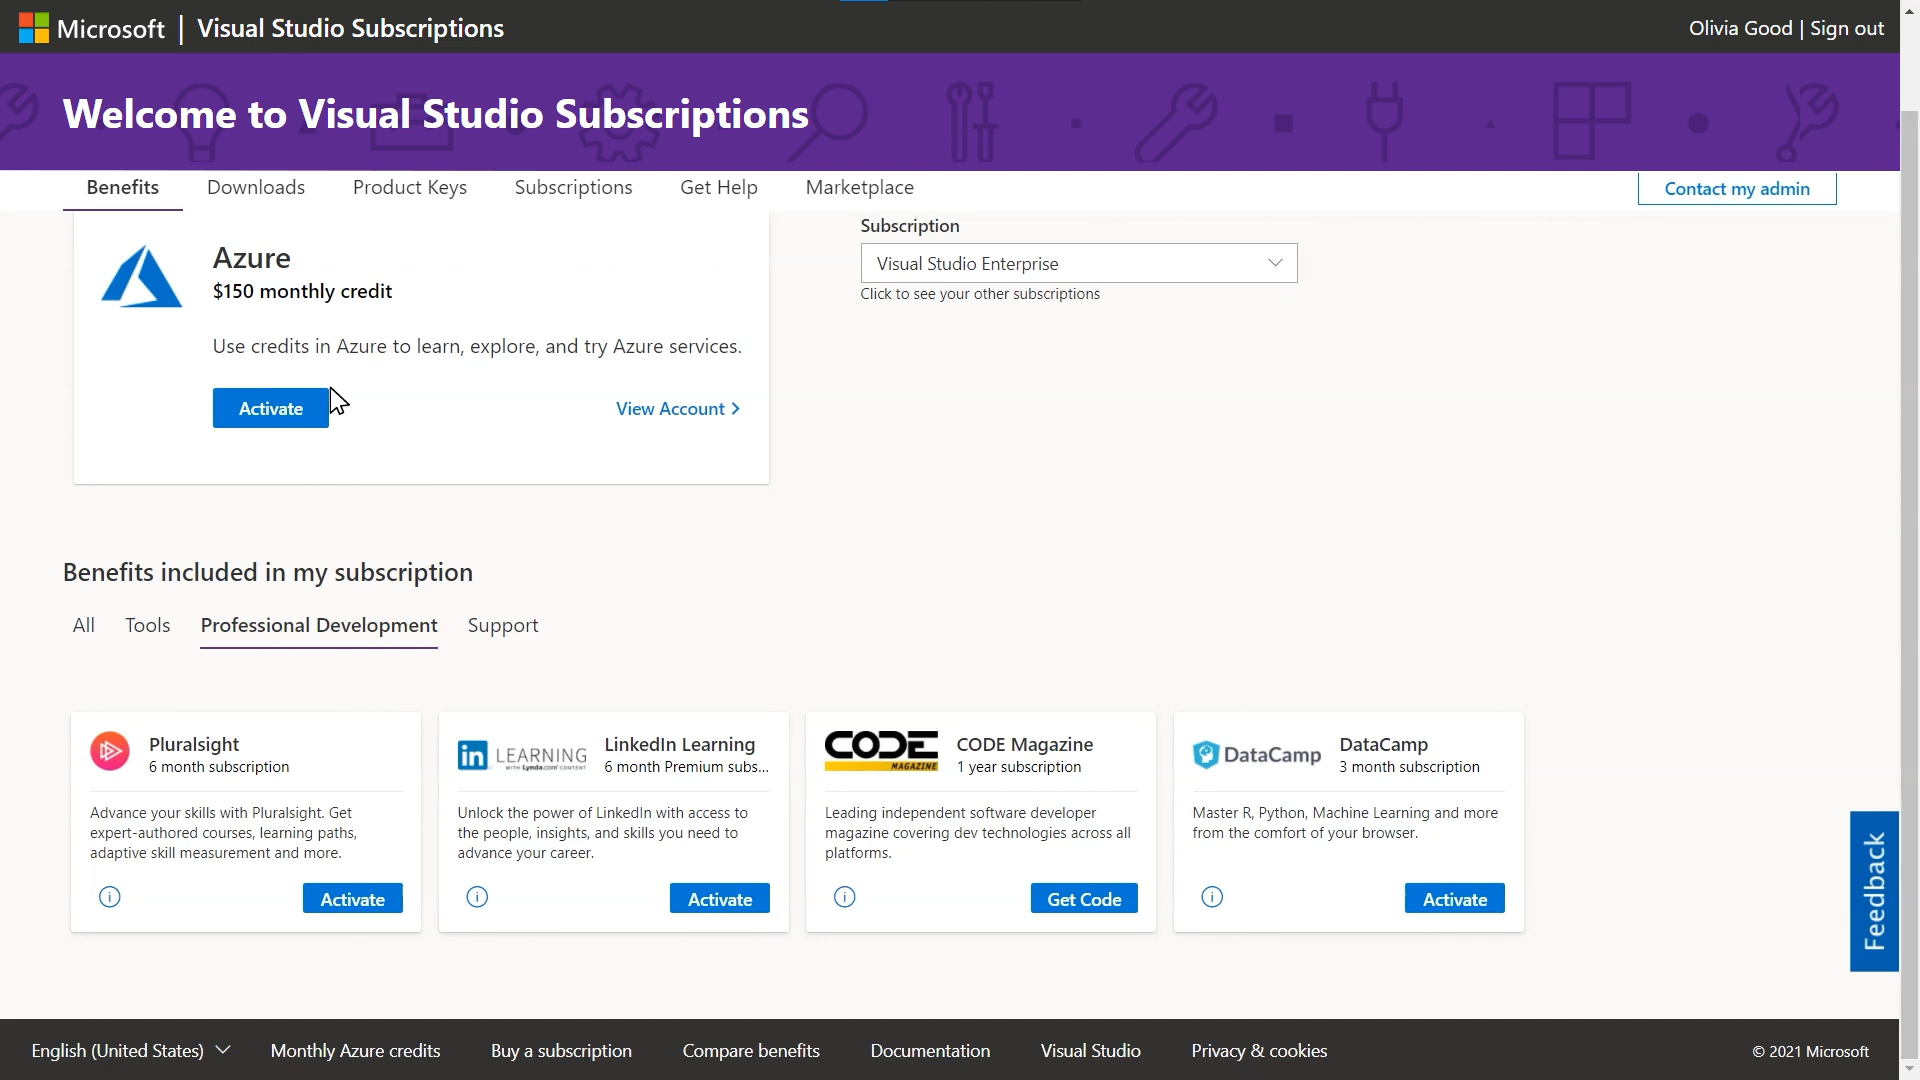 Microsoft | Visual Studio Subscriptions
Olivia Good | Sign out
Welcome to Visual Studio Subscriptions
Benefits
Downloads
Product Keys
Subscriptions
Get Help
Marketplace
Contact my admin
Azure
$150 monthly credit
Use credits in Azure to learn, explore, and try Azure services.
Activate
View Account >
Subscription
Visual Studio Enterprise
Click to see your other subscriptions
Benefits included in my subscription
All
Tools
Professional Development
Support
Pluralsight
6 month subscription
Advance your skills with Pluralsight. Get
expert-authored courses, learning paths,
adaptive skill measurement and more.
Activate
in LEARNING
WITH Lynda.com CONTENT
LinkedIn Learning
6 month Premium subs...
Unlock the power of LinkedIn with access to
the people, insights, and skills you need to
advance your career.
Activate
CODE
MAGAZINE
CODE Magazine
1 year subscription
Leading independent software developer
magazine covering dev technologies across all
platforms.
Get Code
DataCamp
DataCamp
3 month subscription
Master R, Python, Machine Learning and more
from the comfort of your browser.
Activate
Feedback
English (United States)
Monthly Azure credits
Buy a subscription
Compare benefits
Documentation
Visual Studio
Privacy & cookies
© 2021 Microsoft